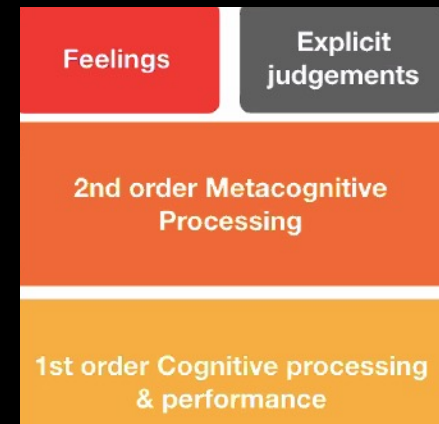 Feelings
Explicit
judgements
2nd order Metacognitive
Processing
1st order Cognitive processing
& performance